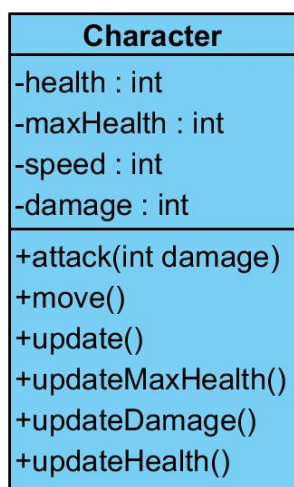 Character
-health : int
-maxHealth : int
-speed : int
-damage : int
+attack(int damage)
+move()
+update()
+updateMaxHealth()
+updateDamage()
+updateHealth()